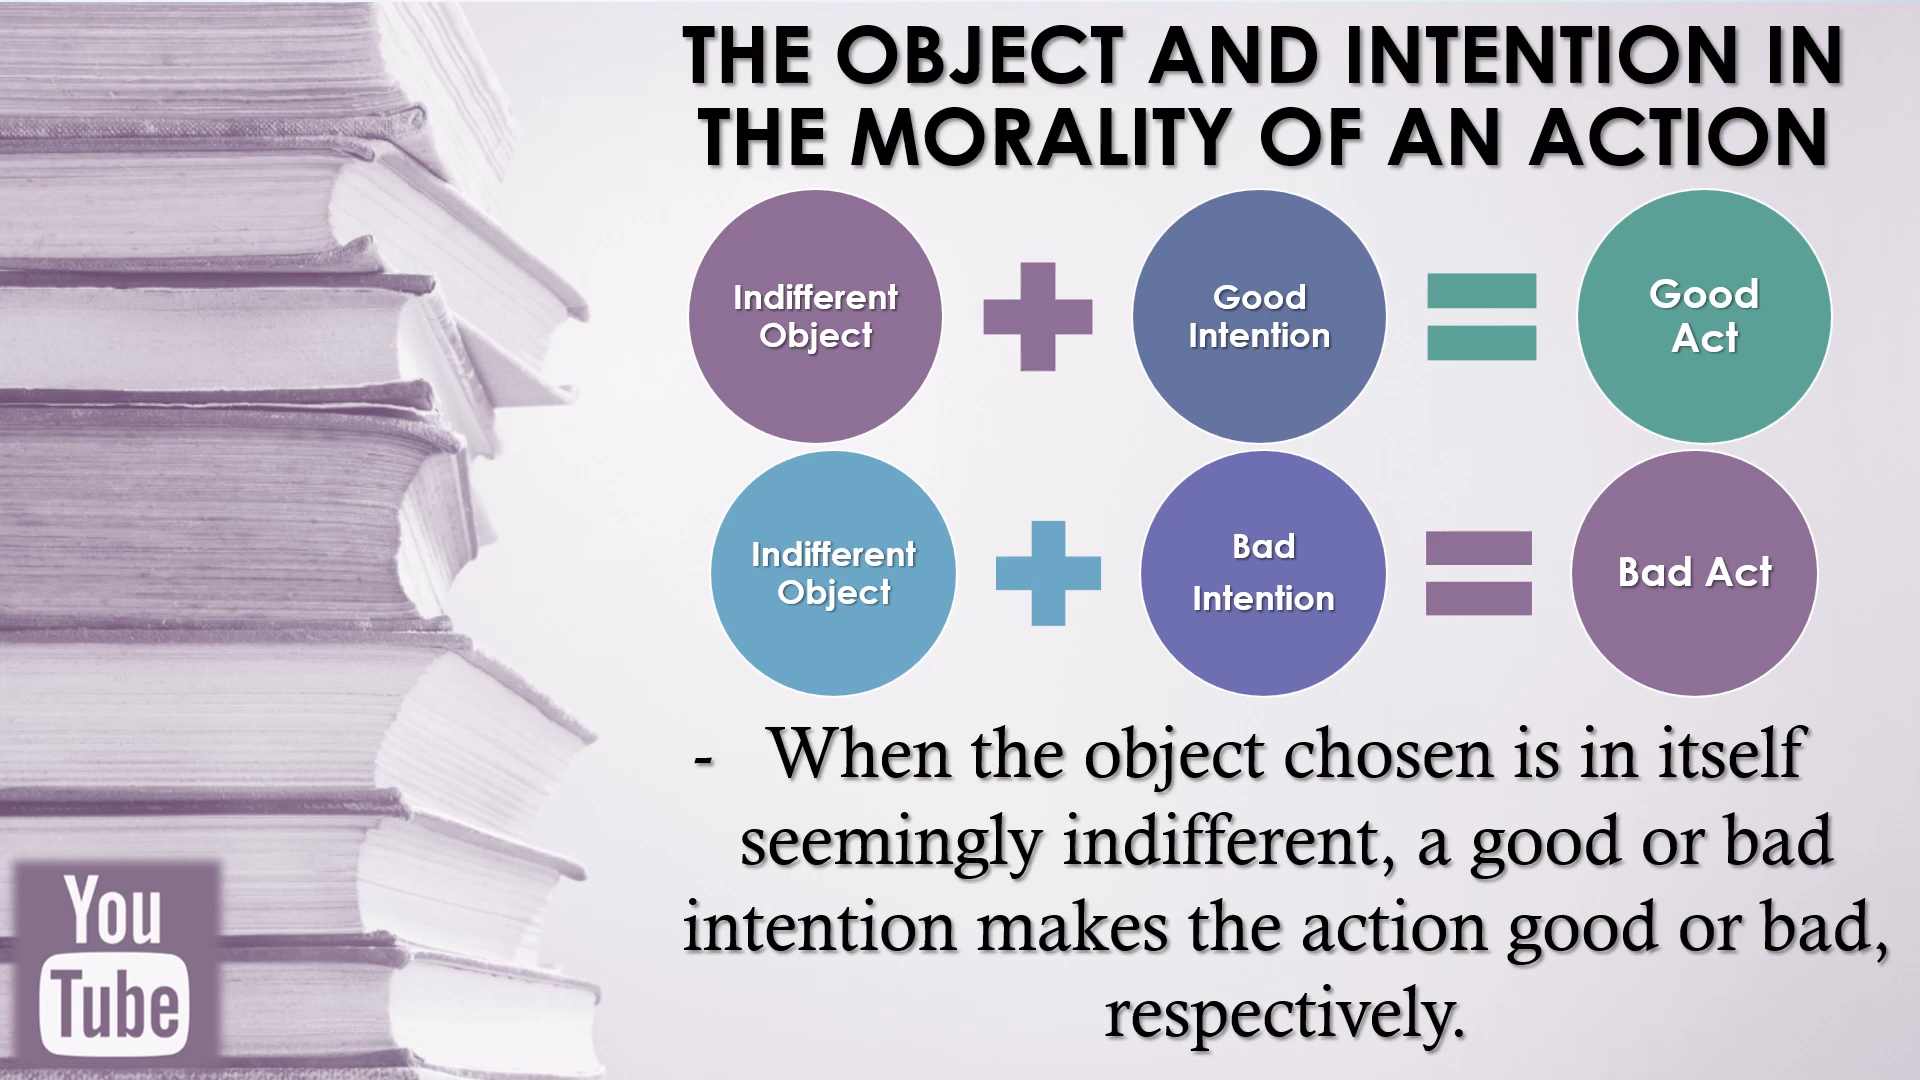 THE OBJECT AND INTENTION IN
THE MORALITY OF AN ACTION
Indifferent
Object
Good
Intention
Good
Act
Indifferent
Object
Bad
Intention
Bad Act
- When the object chosen is in itself
seemingly indifferent, a good or bad
intention makes the action good or bad,
respectively.
You
Tube